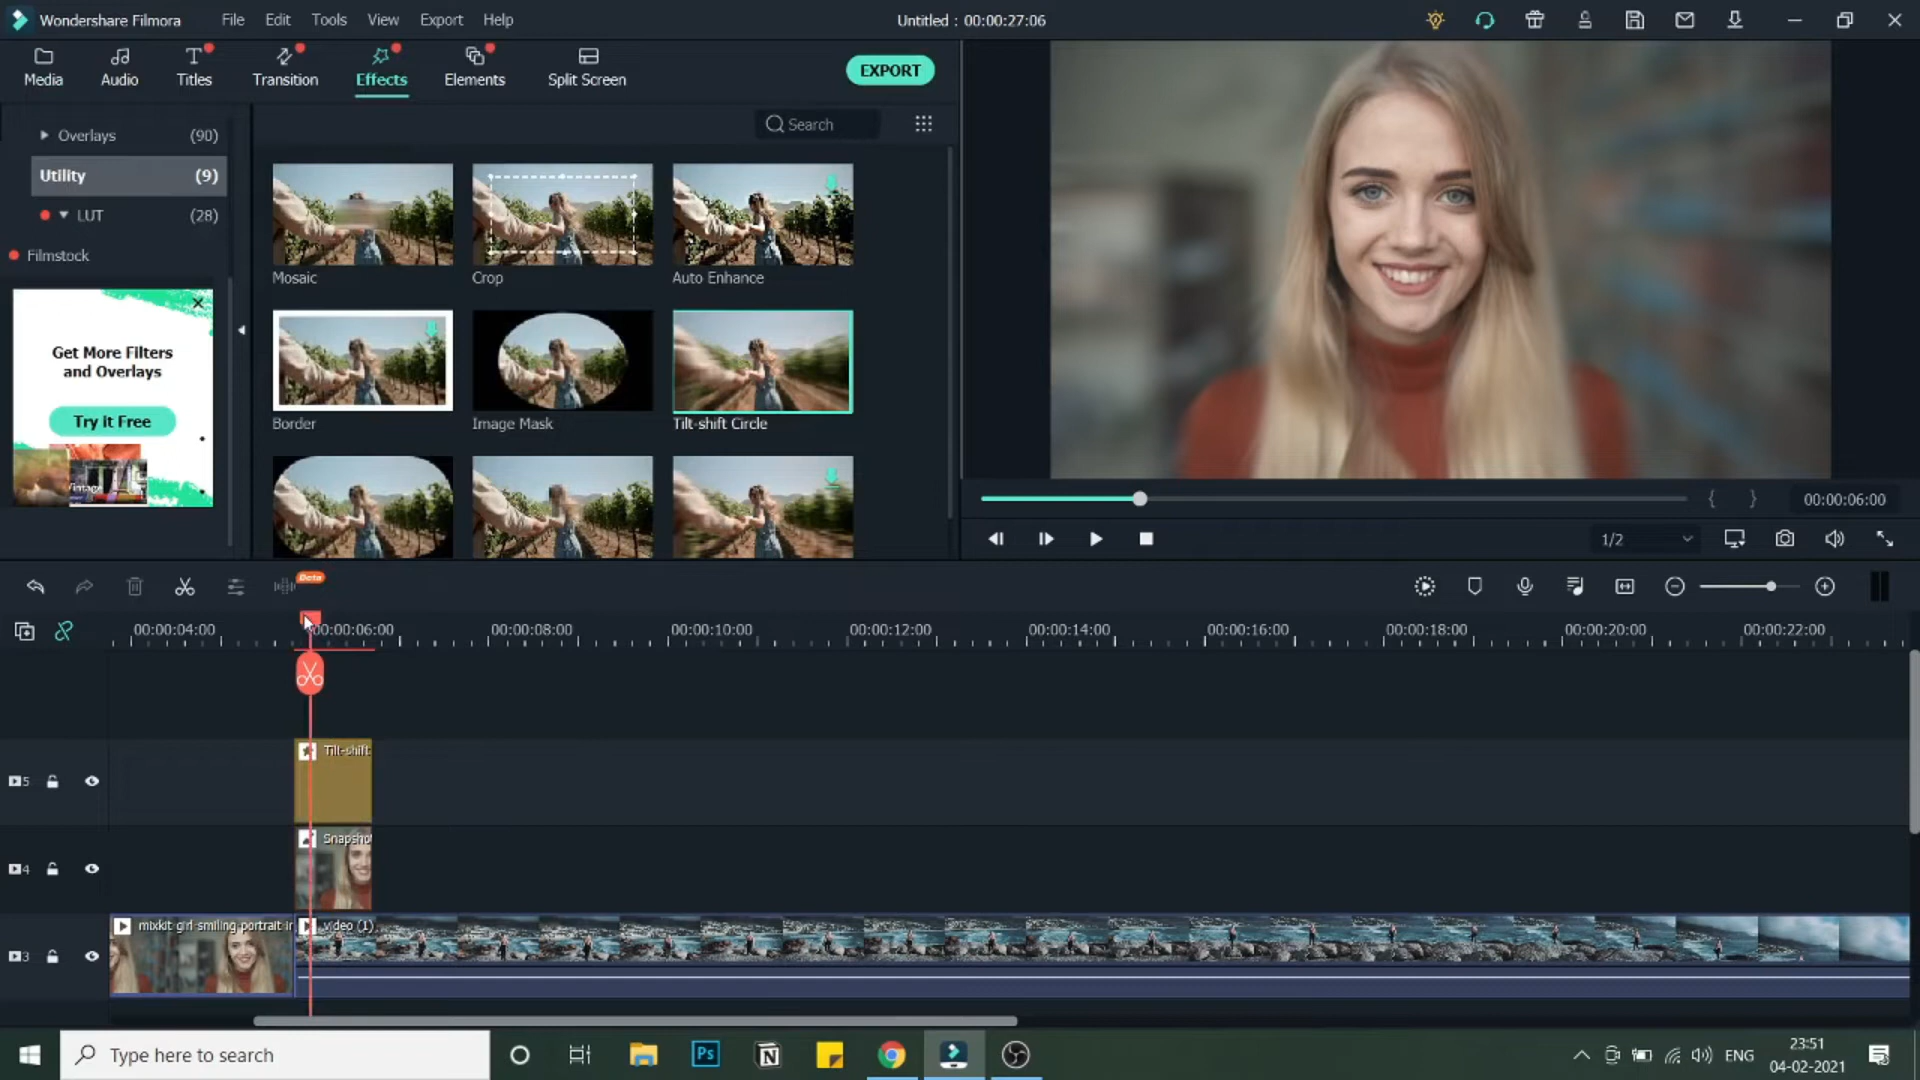 Wondershare Filmora
File
Edit
Tools
View
Export
Help
Untitled : 00:00:27:06
Media
Audio
Titles
Transition
Effects
Elements
Split Screen
EXPORT
Overlays (90)
Utility (9)
LUT (28)
Filmstock
Search
Get More Filters
and Overlays
Try it Free
Vintage
Mosaic
Crop
Auto Enhance
Border
Image Mask
Tilt-shift Circle
00:00:06:00
1/2
Beta
00:00:04:00
00:00:06:00
00:00:08:00
00:00:10:00
00:00:12:00
00:00:14:00
00:00:16:00
00:00:18:00
00:00:20:00
00:00:22:00
Tilt-shift
5
Snapshot
4
mixkit-girl-smiling-portrait-in
video (1)
3
Type here to search
Ps
N
ENG
23:51
04-02-2021